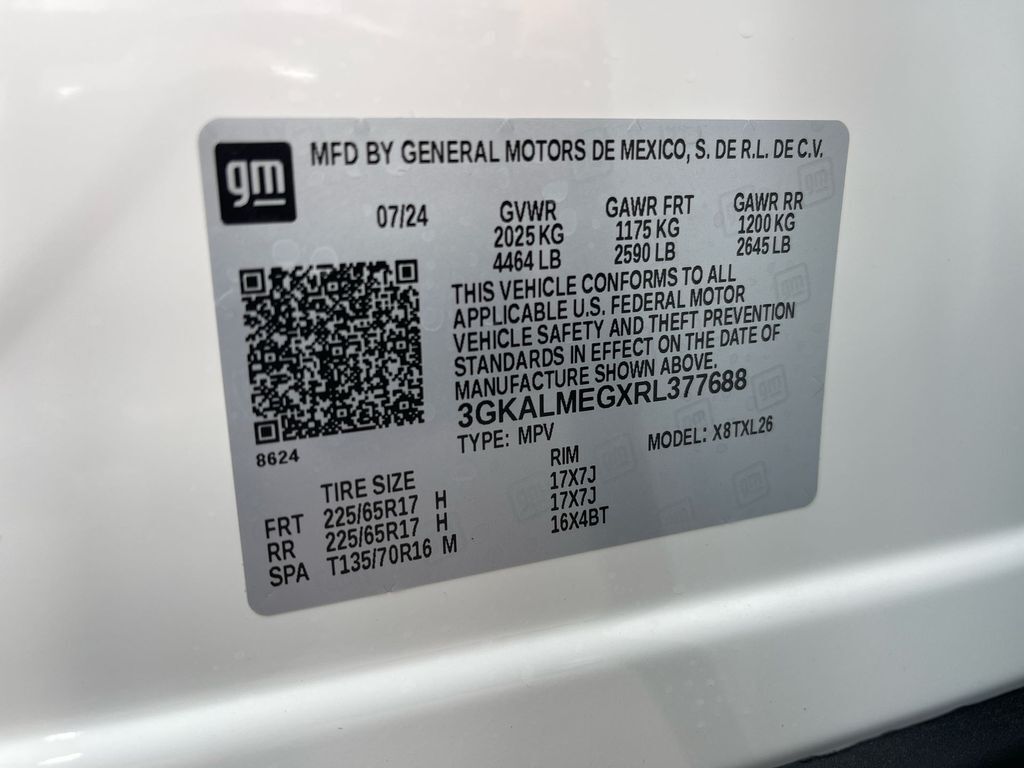 gm
MFD BY GENERAL MOTORS DE MEXICO, S. DE R.L. DE C.V.
07/24 GVWR GAWR FRT GAWR RR
2025 KG 1175 KG 1200 KG
4464 LB 2590 LB 2645 LB
THIS VEHICLE CONFORMS TO ALL
APPLICABLE U.S. FEDERAL MOTOR
VEHICLE SAFETY AND THEFT PREVENTION
STANDARDS IN EFFECT ON THE DATE OF
MANUFACTURE SHOWN ABOVE.
3GKALMEGXRL377688
TYPE: MPV MODEL: X8TXL26
8624
TIRE SIZE RIM
FRT 225/65R17 H 17X7J
RR 225/65R17 H 17X7J
SPA T135/70R16 M 16X4BT